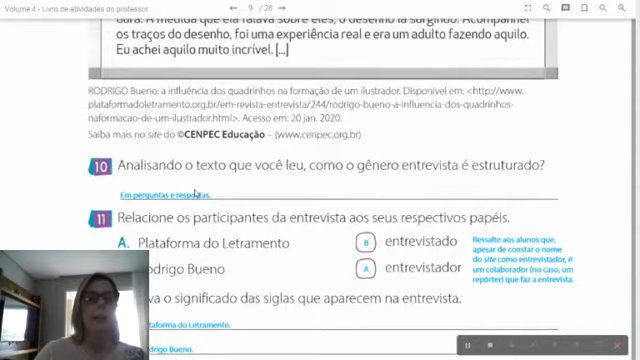 Volume 4 - Livro de atividades do professor
9 / 28
dura. À medida que ela falava sobre eles, o desenho ia surgindo. Acompanhei
os traços do desenho, foi uma experiência real e era um adulto fazendo aquilo.
Eu achei aquilo muito incrível. [...]
RODRIGO Bueno: a influência dos quadrinhos na formação de um ilustrador. Disponível em: <http://www.
plataformadoletramento.org.br/em-revista-entrevista/244/rodrigo-bueno-a-influencia-dos-quadrinhos-
naformacao-de-um-ilustrador.html>. Acesso em: 20 jan. 2020.
Saiba mais no site do ©CENPEC Educação – (www.cenpec.org.br)
10 Analisando o texto que você leu, como o gênero entrevista é estruturado?
Em perguntas e respostas.
11 Relacione os participantes da entrevista aos seus respectivos papéis.
A. Plataforma do Letramento
B entrevistado
odrigo Bueno
A entrevistador
Ressalte aos alunos que,
apesar de constar o nome
do site como entrevistador, é
um colaborador (no caso, um
repórter) que faz a entrevista.
va o significado das siglas que aparecem na entrevista.
taforma do Letramento.
drigo Bueno.